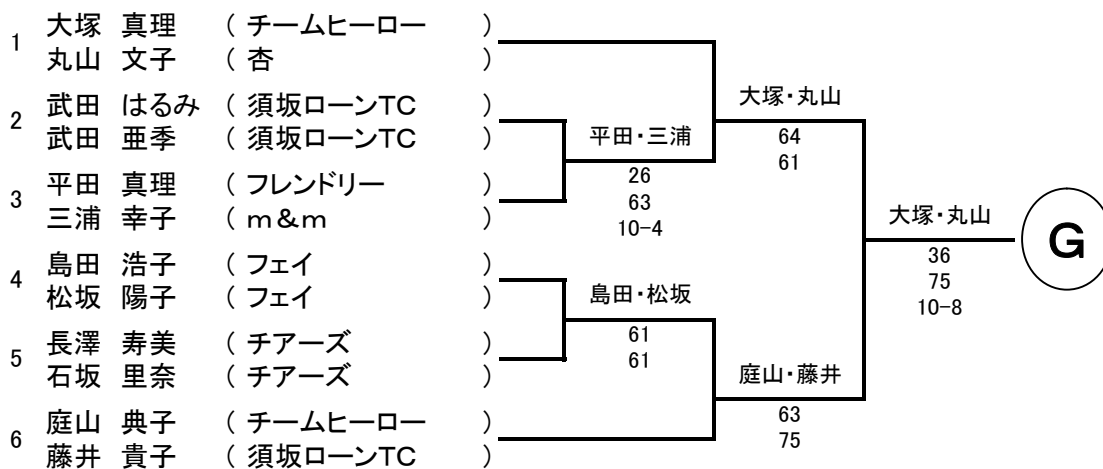 1
大塚 真理 ( チームヒーロー )
丸山 文子 ( 杏 )
2
武田 はるみ ( 須坂ローンTC )
武田 亜季 ( 須坂ローンTC )
3
平田 真理 ( フレンドリー )
三浦 幸子 ( m&m )
4
島田 浩子 ( フェイ )
松坂 陽子 ( フェイ )
5
長澤 寿美 ( チアーズ )
石坂 里奈 ( チアーズ )
6
庭山 典子 ( チームヒーロー )
藤井 貴子 ( 須坂ローンTC )
平田・三浦
26
63
10-4
島田・松坂
61
61
大塚・丸山
64
61
庭山・藤井
63
75
大塚・丸山
36
75
10-8
G